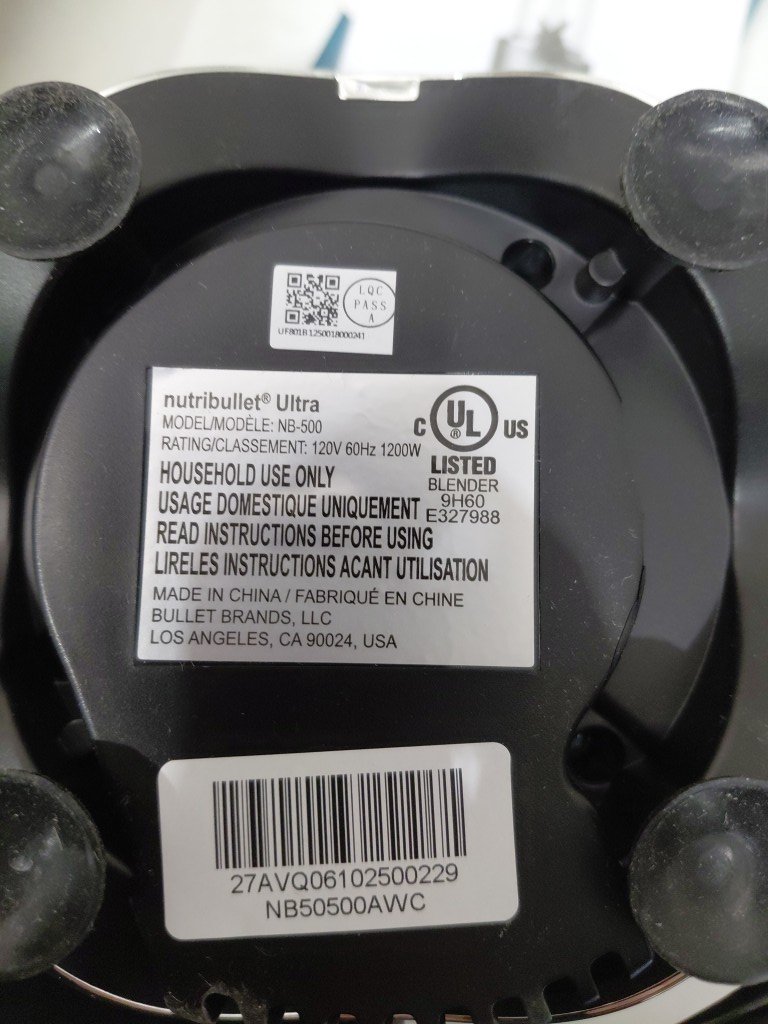 LQC
PASS
A
UF801B1250018000241
nutribullet® Ultra
MODEL/MODÈLE: NB-500
RATING/CLASSEMENT: 120V 60Hz 1200W
HOUSEHOLD USE ONLY
USAGE DOMESTIQUE UNIQUEMENT
READ INSTRUCTIONS BEFORE USING
LIRELES INSTRUCTIONS ACANT UTILISATION
MADE IN CHINA / FABRIQUÉ EN CHINE
BULLET BRANDS, LLC
LOS ANGELES, CA 90024, USA
C UL® US
LISTED
BLENDER
9H60
E327988
27AVQ06102500229
NB50500AWC